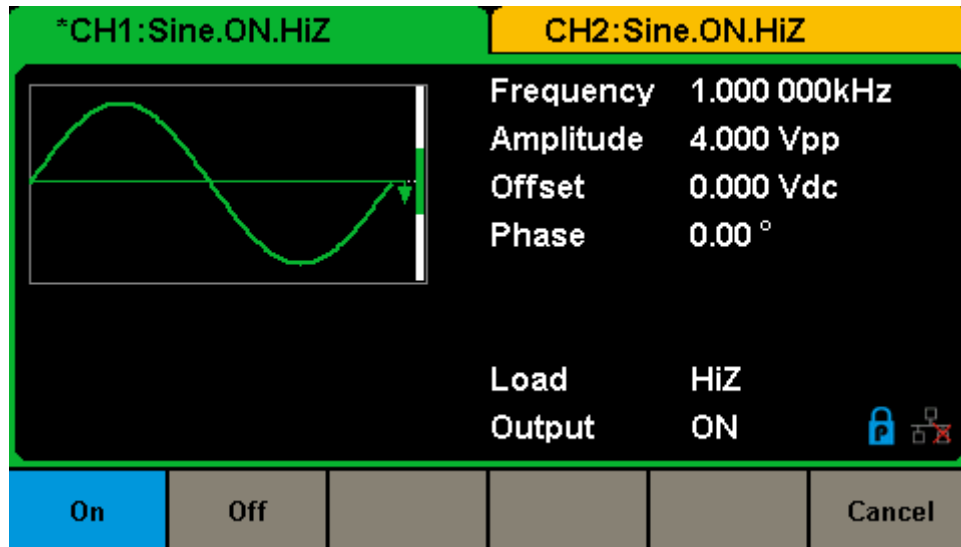 *CH1:Sine.ON.HiZ CH2:Sine.ON.HiZ
Frequency 1.000 000kHz
Amplitude 4.000 Vpp
Offset 0.000 Vdc
Phase 0.00 °
Load HiZ
Output ON P
On Off Cancel